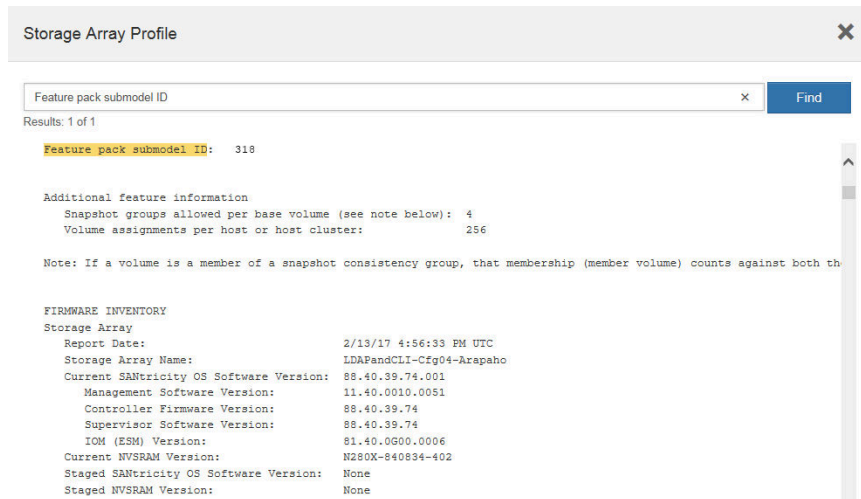 Storage Array Profile
Feature pack submodel ID
Find
Results: 1 of 1
Feature pack submodel ID: 318
Additional feature information
Snapshot groups allowed per base volume (see note below): 4
Volume assignments per host or host cluster: 256
Note: If a volume is a member of a snapshot consistency group, that membership (member volume) counts against both th
FIRMWARE INVENTORY
Storage Array
Report Date: 2/13/17 4:56:33 PM UTC
Storage Array Name: LDAPandCLI-Cfg04-Arapaho
Current SANtricity OS Software Version: 88.40.39.74.001
Management Software Version: 11.40.0010.0051
Controller Firmware Version: 88.40.39.74
Supervisor Software Version: 88.40.39.74
IOM (ESM) Version: 81.40.0G00.0006
Current NVSRAM Version: N280X-840834-402
Staged SANtricity OS Software Version: None
Staged NVSRAM Version: None